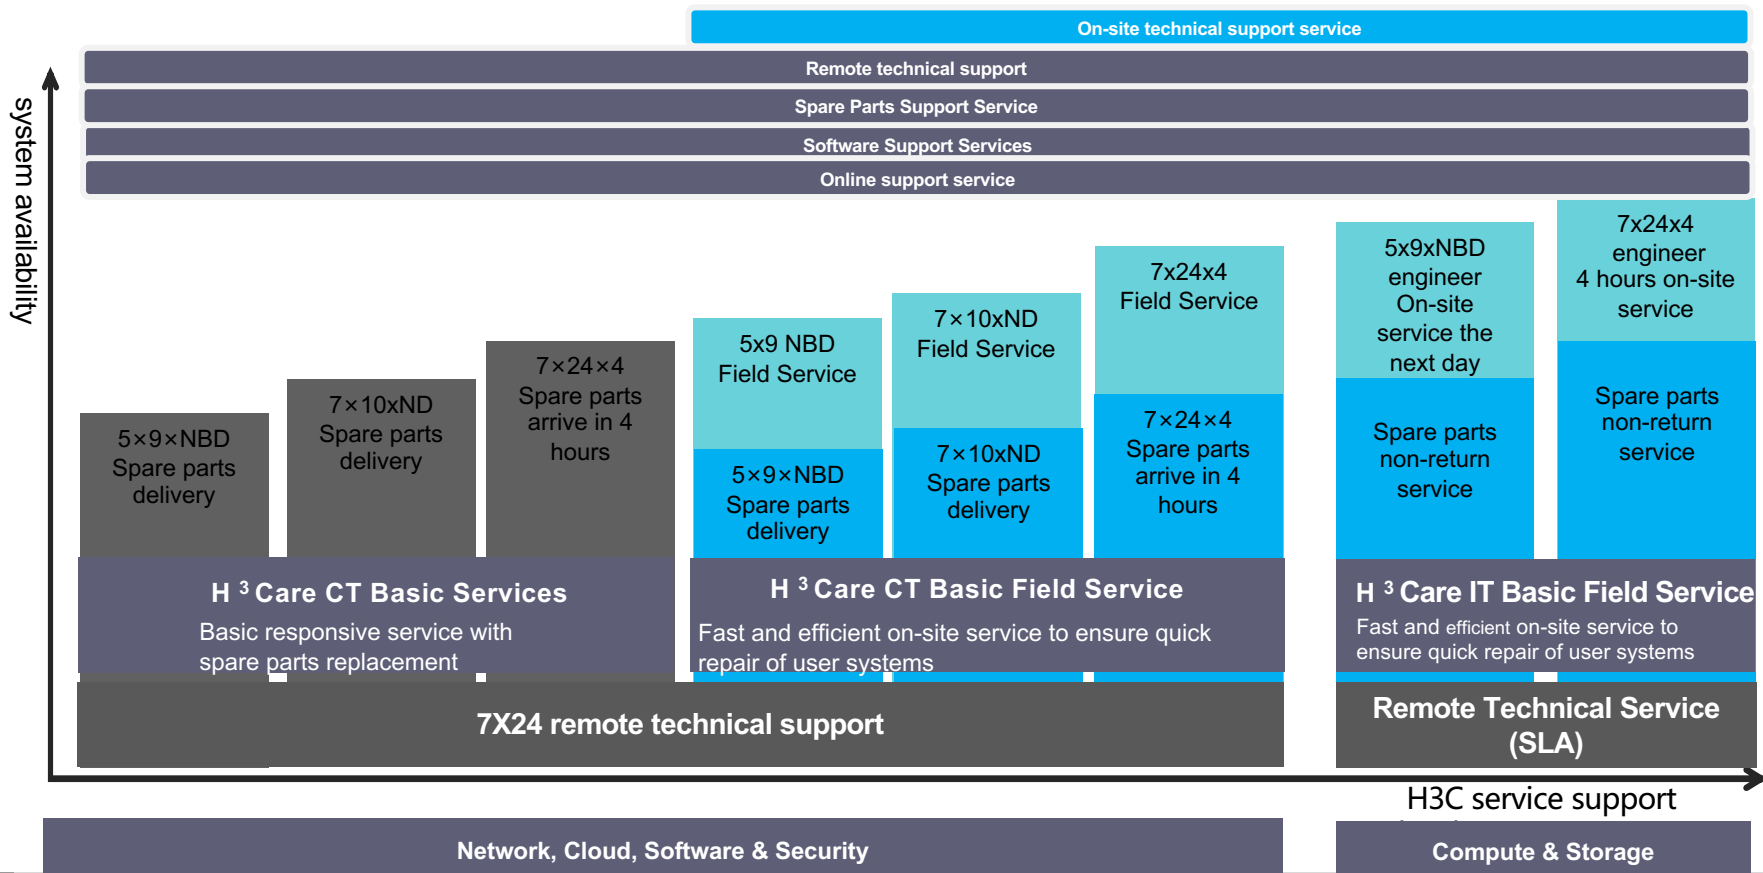 On-site technical support service
Remote technical support
Spare Parts Support Service
Software Support Services
Online support service
system availability
5×9×NBD
Spare parts
delivery
7×10xND
Spare parts
delivery
7×24×4
Spare parts
arrive in 4
hours
5x9 NBD
Field Service
5×9×NBD
Spare parts
delivery
7×10xND
Field Service
7×10xND
Spare parts
delivery
7x24x4
Field Service
7×24×4
Spare parts
arrive in 4
hours
5x9xNBD
engineer
On-site
service the
next day
Spare parts
non-return
service
7x24x4
engineer
4 hours on-site
service
Spare parts
non-return
service
H ³ Care CT Basic Services
Basic responsive service with
spare parts replacement
H ³ Care CT Basic Field Service
Fast and efficient on-site service to ensure quick
repair of user systems
H ³ Care IT Basic Field Service
Fast and efficient on-site service to
ensure quick repair of user systems
7X24 remote technical support
Remote Technical Service
(SLA)
H3C service support
Network, Cloud, Software & Security
Compute & Storage